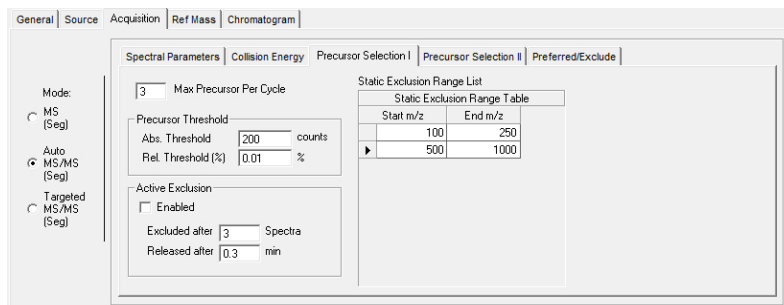 General Source Acquisition Ref Mass Chromatogram
Spectral Parameters Collision Energy Precursor Selection I Precursor Selection II Preferred/Exclude
Mode:
MS
(Seg)
Auto
MS/MS
(Seg)
Targeted
MS/MS
(Seg)
3 Max Precursor Per Cycle
Precursor Threshold
Abs. Threshold 200 counts
Rel. Threshold (%) 0.01 %
Active Exclusion
Enabled
Excluded after 3 Spectra
Released after 0.3 min
Static Exclusion Range List
Static Exclusion Range Table
Start m/z End m/z
100 250
500 1000